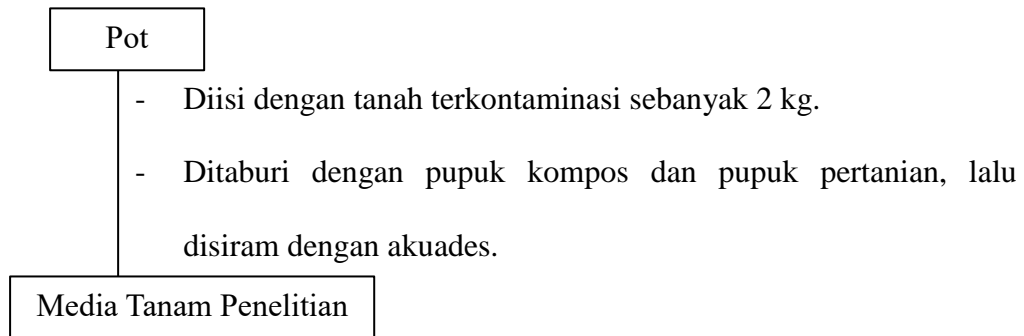 Pot
- Diisi dengan tanah terkontaminasi sebanyak 2 kg.
- Ditaburi dengan pupuk kompos dan pupuk pertanian, lalu
disiram dengan akuades.
Media Tanam Penelitian